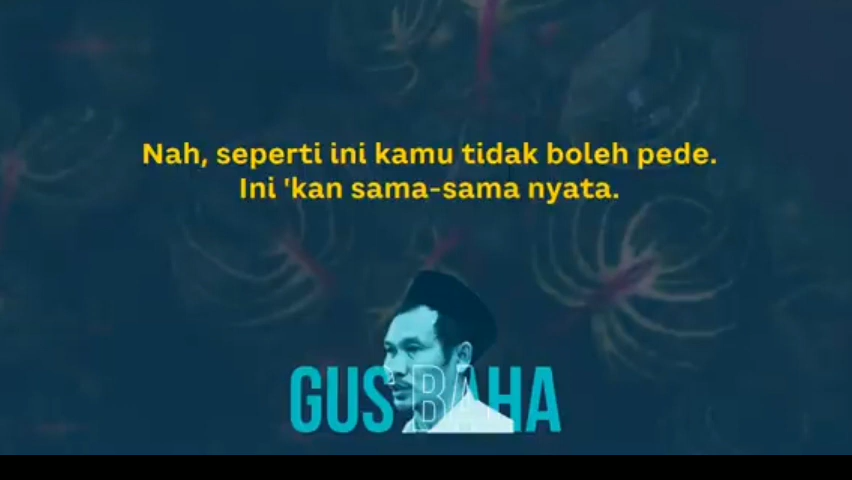 Nah, seperti ini kamu tidak boleh pede.
Ini 'kan sama-sama nyata.
GUS BAHA